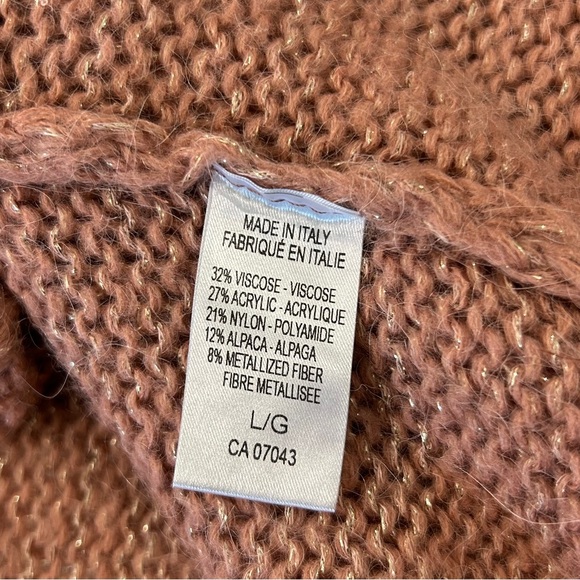 MADE IN ITALY
FABRIQUÉ EN ITALIE
32% VISCOSE - VISCOSE
27% ACRYLIC - ACRYLIQUE
21% NYLON - POLYAMIDE
12% ALPACA - ALPAGA
8% METALLIZED FIBER
FIBRE METALLISEE
L/G
CA 07043